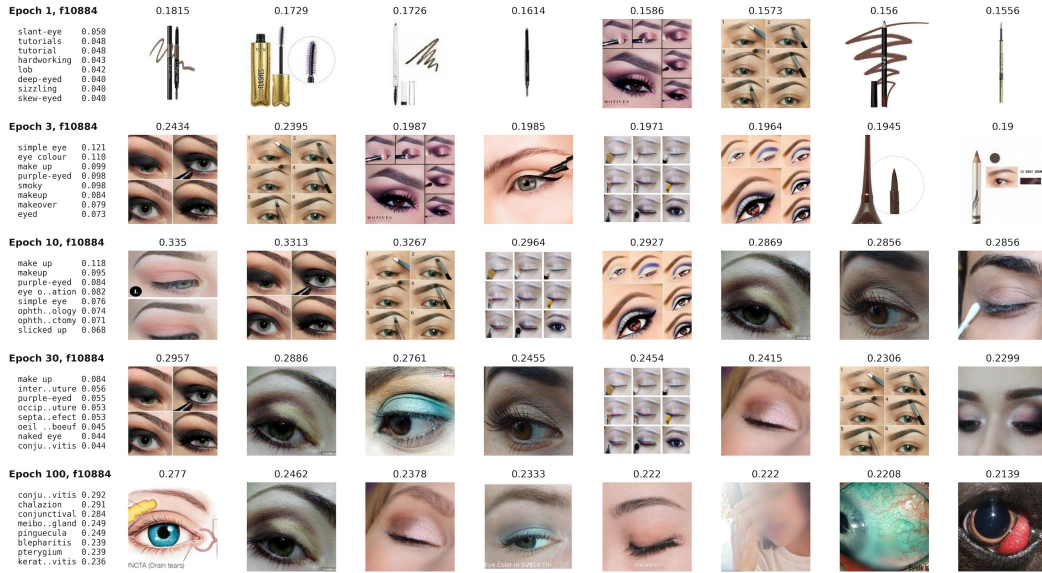 Epoch 1, f10884
slant-eye 0.050
tutorials 0.048
tutorial 0.048
hardworking 0.043
lob 0.042
deep-eyed 0.040
sizzling 0.040
skew-eyed 0.040
0.1815 0.1729 0.1726 0.1614 0.1586 0.1573 0.156 0.1556
MOTIVES
Epoch 3, f10884
simple eye 0.121
eye colour 0.110
make up 0.099
purple-eyed 0.098
smoky 0.098
makeup 0.084
makeover 0.079
eyed 0.073
0.2434 0.2395 0.1987 0.1985 0.1971 0.1964 0.1945 0.19
MOTIVES
Epoch 10, f10884
make up 0.118
makeup 0.095
purple-eyed 0.084
eye o..ation 0.082
simple eye 0.076
ophth..ology 0.074
ophth..ctomy 0.071
slicked up 0.068
0.335 0.3313 0.3267 0.2964 0.2927 0.2869 0.2856 0.2856
Epoch 30, f10884
make up 0.084
inter..uture 0.056
purple-eyed 0.055
occip..uture 0.053
septa..efect 0.053
oeil ..boeuf 0.045
naked eye 0.044
conju..vitis 0.044
0.2957 0.2886 0.2761 0.2455 0.2454 0.2415 0.2306 0.2299
Epoch 100, f10884
conju..vitis 0.292
chalazion 0.291
conjunctival 0.284
meibo..gland 0.249
pinguecula 0.249
blepharitis 0.239
pterygium 0.239
kerat..vitis 0.236
0.277 0.2462 0.2378 0.2333 0.222 0.222 0.2208 0.2139
NCTA (Drain tears)